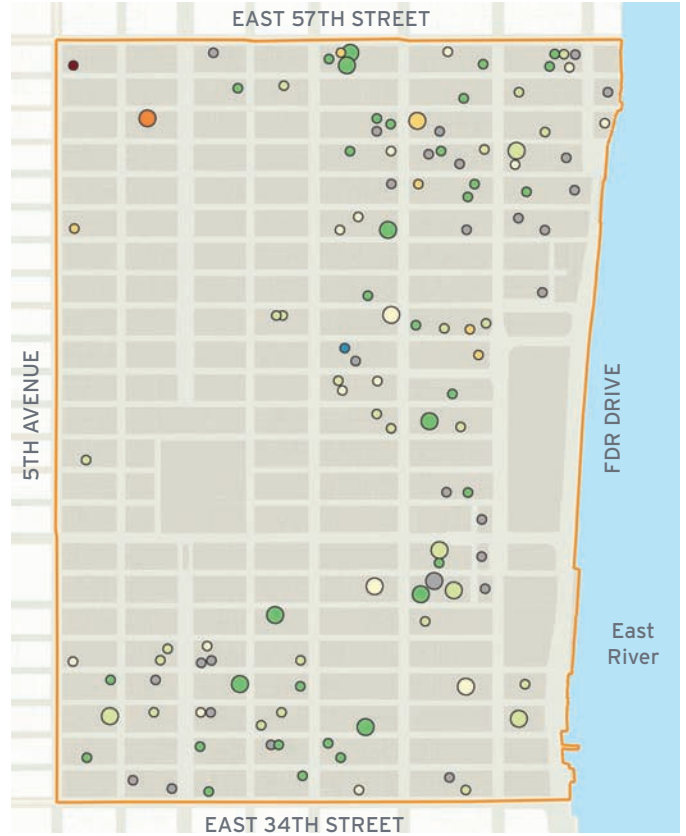 EAST 57TH STREET
5TH AVENUE
FDR DRIVE
East
River
EAST 34TH STREET